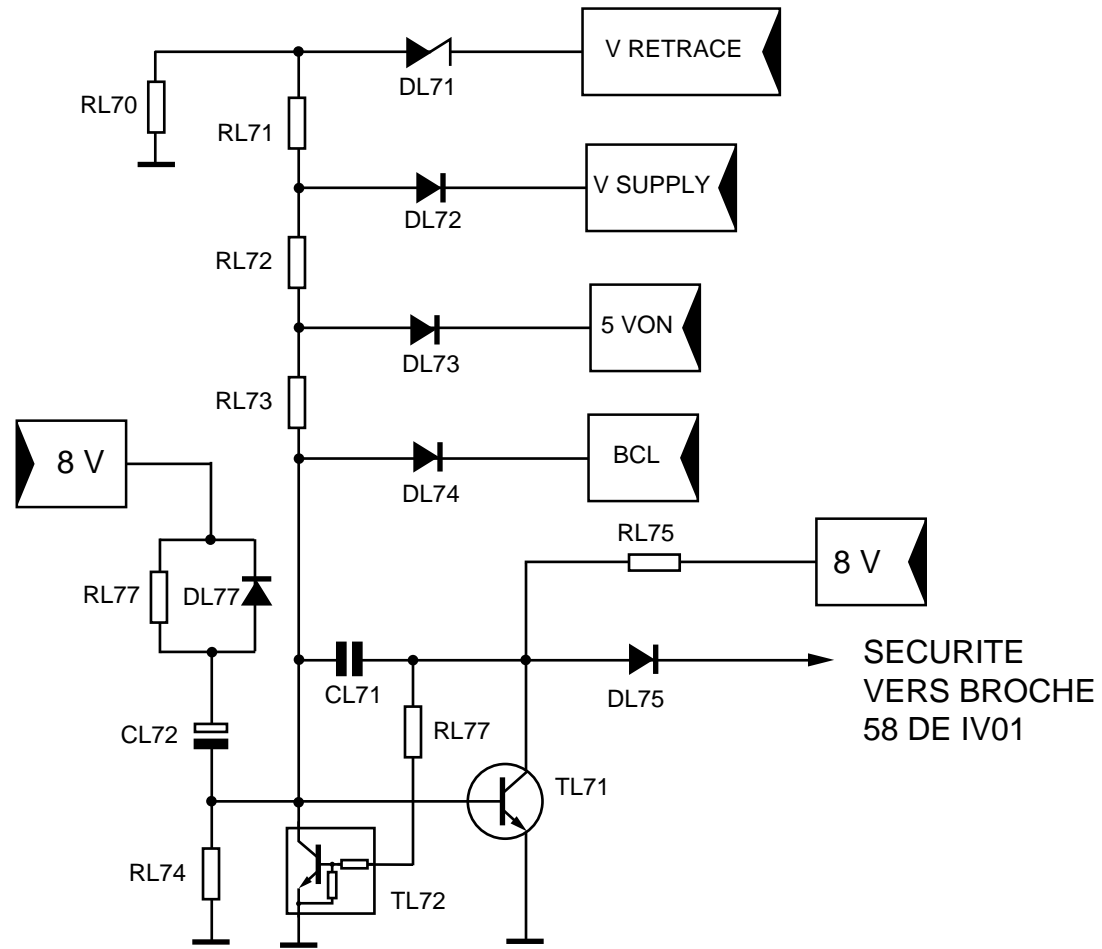 V RETRACE
DL71
RL70
RL71
V SUPPLY
DL72
RL72
5 VON
DL73
RL73
8 V
BCL
DL74
RL75
8 V
RL77
DL77
SECURITE
VERS BROCHE
58 DE IV01
CL71
DL75
RL77
CL72
TL71
RL74
TL72